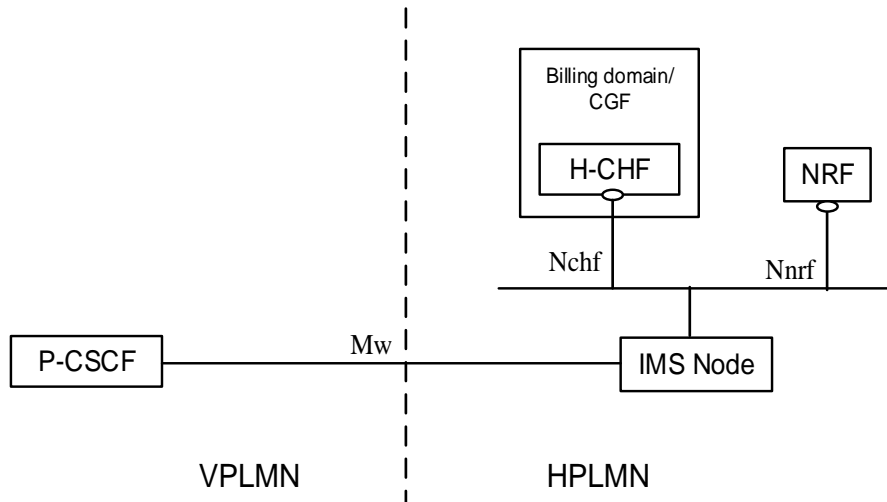 Billing domain/
CGF
H-CHF
NRF
Nchf
Nnrf
P-CSCF
Mw
IMS Node
VPLMN
HPLMN